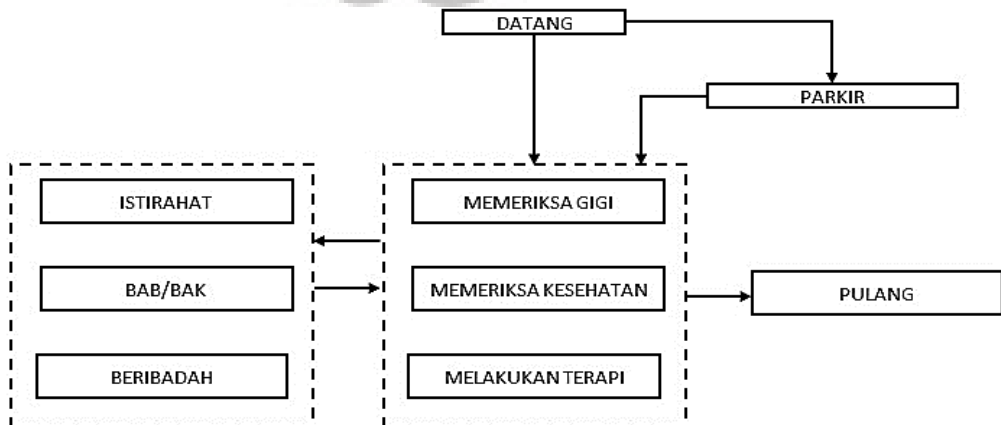 DATANG
PARKIR
ISTIRAHAT
MEMERIKSA GIGI
BAB/BAK
MEMERIKSA KESEHATAN
PULANG
BERIBADAH
MELAKUKAN TERAPI